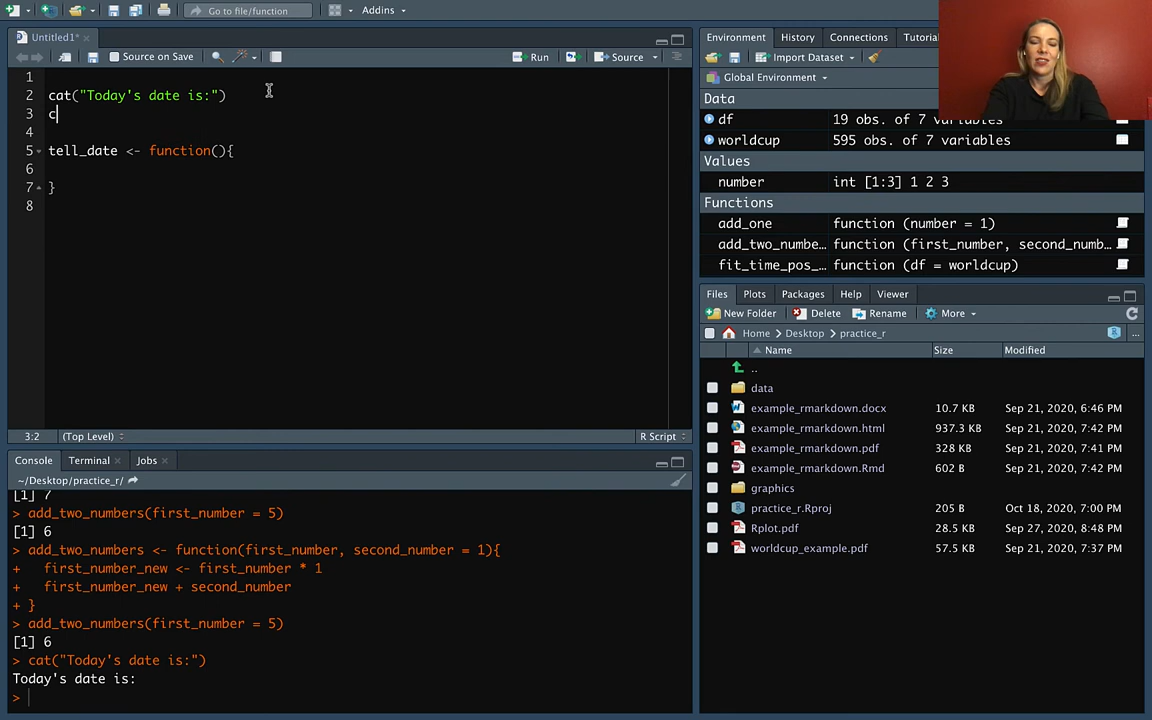 Go to file/function
Addins
Untitled1*
Source on Save
Run
Source
1
2 cat("Today's date is:")
3 c
4
5 tell_date <- function(){
6
7 }
8
3:2 (Top Level) R Script
Console Terminal Jobs
~/Desktop/practice_r/
[1] 7
> add_two_numbers(first_number = 5)
[1] 6
> add_two_numbers <- function(first_number, second_number = 1){
+ first_number_new <- first_number * 1
+ first_number_new + second_number
+ }
> add_two_numbers(first_number = 5)
[1] 6
> cat("Today's date is:")
Today's date is:
>
Environment History Connections Tutorial
Import Dataset
Global Environment
Data
df 19 obs. of 7 variables
worldcup 595 obs. of 7 variables
Values
number int [1:3] 1 2 3
Functions
add_one function (number = 1)
add_two_numbe… function (first_number, second_numb…
fit_time_pos_… function (df = worldcup)
Files Plots Packages Help Viewer
New Folder Delete Rename More
Home Desktop practice_r ...
Name Size Modified
..
data
example_rmarkdown.docx 10.7 KB Sep 21, 2020, 6:46 PM
example_rmarkdown.html 937.3 KB Sep 21, 2020, 7:42 PM
example_rmarkdown.pdf 328 KB Sep 21, 2020, 7:41 PM
example_rmarkdown.Rmd 602 B Sep 21, 2020, 7:42 PM
graphics
practice_r.Rproj 205 B Oct 18, 2020, 7:00 PM
Rplot.pdf 28.5 KB Sep 27, 2020, 8:48 PM
worldcup_example.pdf 57.5 KB Sep 21, 2020, 7:37 PM